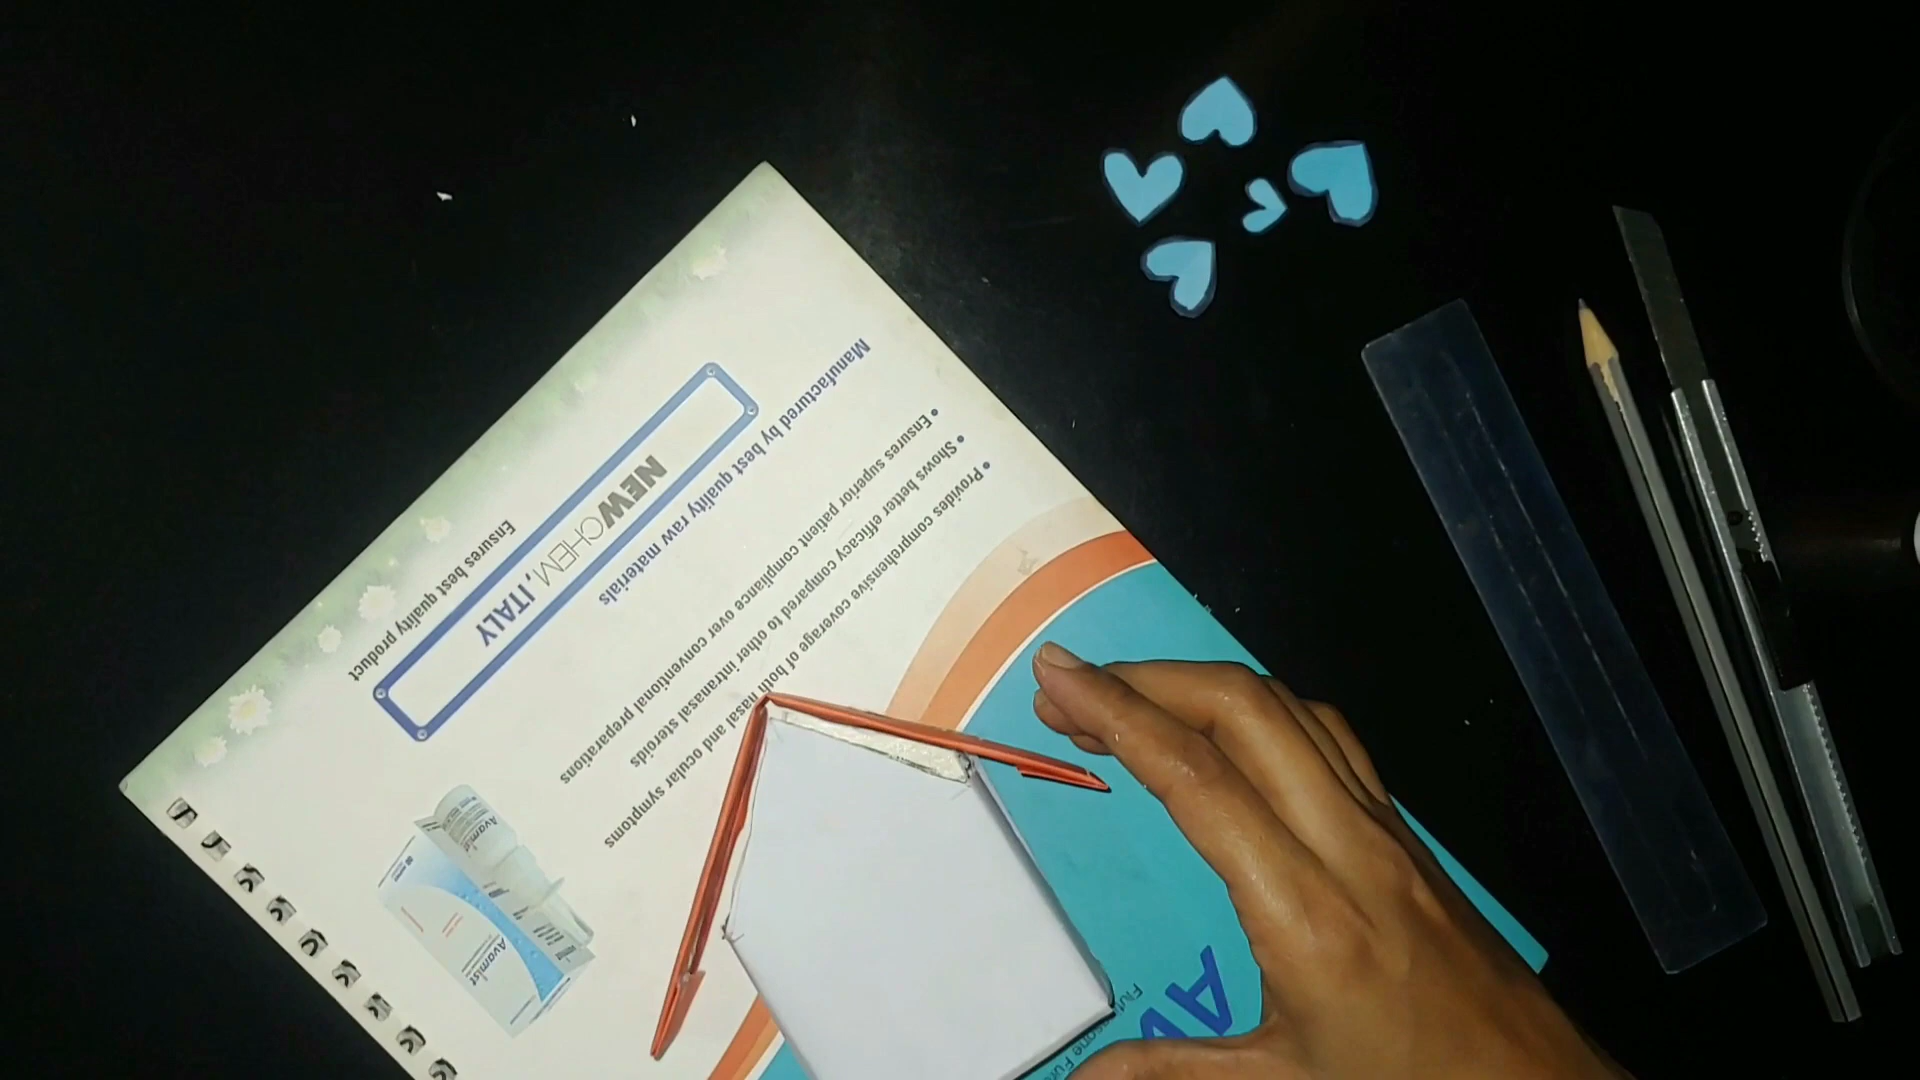 Ensures best quality product
NEWCHEM, ITALY
Manufactured by best quality raw materials
• Ensures superior patient compliance over conventional preparations
• Shows better efficacy compared to other intranasal steroids
• Provides comprehensive coverage of both nasal and ocular symptoms
Avamist
Avamist